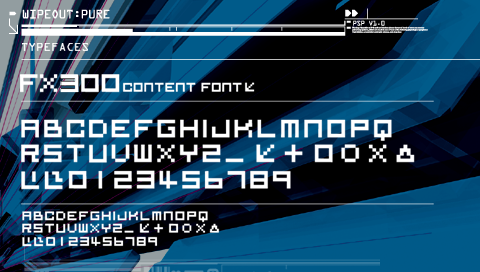 WIPEOUT:PURE
PSP V1.0
TYPEFACES
FX300 CONTENT FONT↙
ABCDEFGHIJKLMNOPQ
RSTUVWXYZ_ ↙ + □ ○ X △
0123456789
ABCDEFGHIJKLMNOPQ
RSTUVWXYZ_ ↙ + □ ○ X △
0123456789